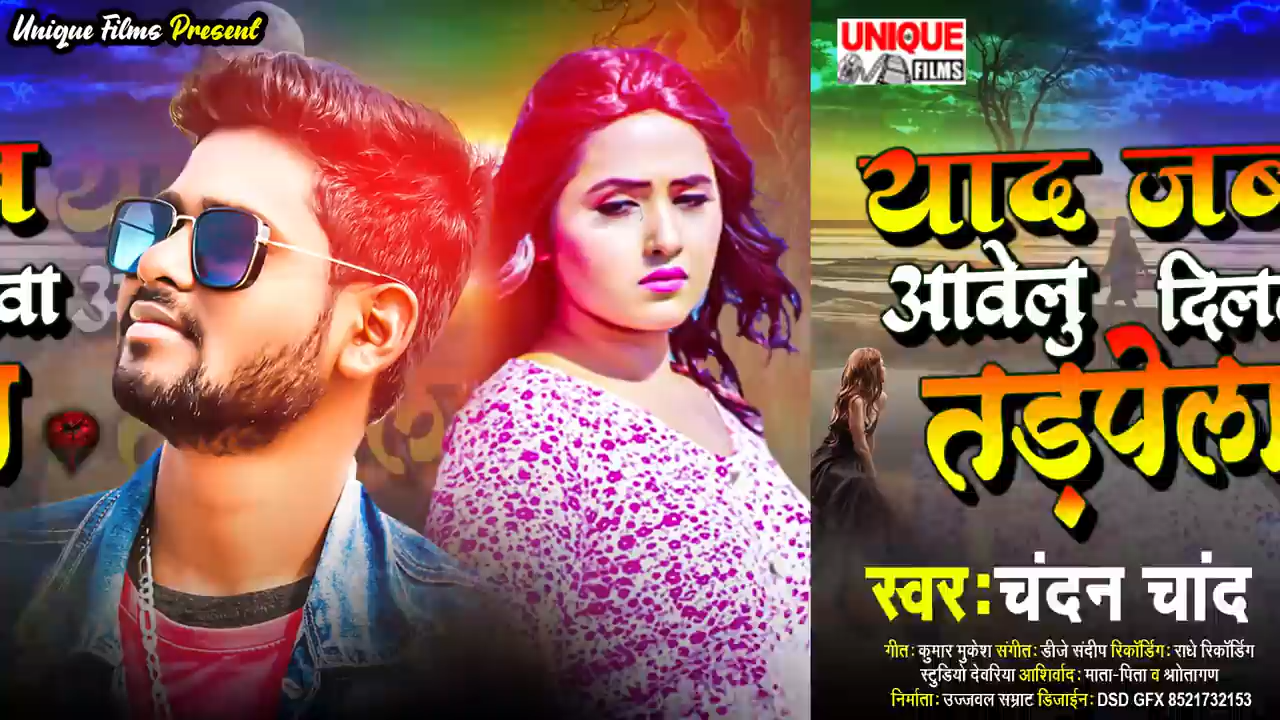 Unique Films Present
UNIQUE
FILMS
याद जब
आवेलु दिल
तड़पेला
वा
स्वर: चंदन चांद
गीत: कुमार मुकेश संगीत: डीजे संदीप रिकॉर्डिंग: राधे रिकॉर्डिंग
स्टुडियो देवरिया आशिर्वाद: माता-पिता व श्राोतागण
निर्माता: उज्जवल सम्राट डिजाईन: DSD GFX 8521732153